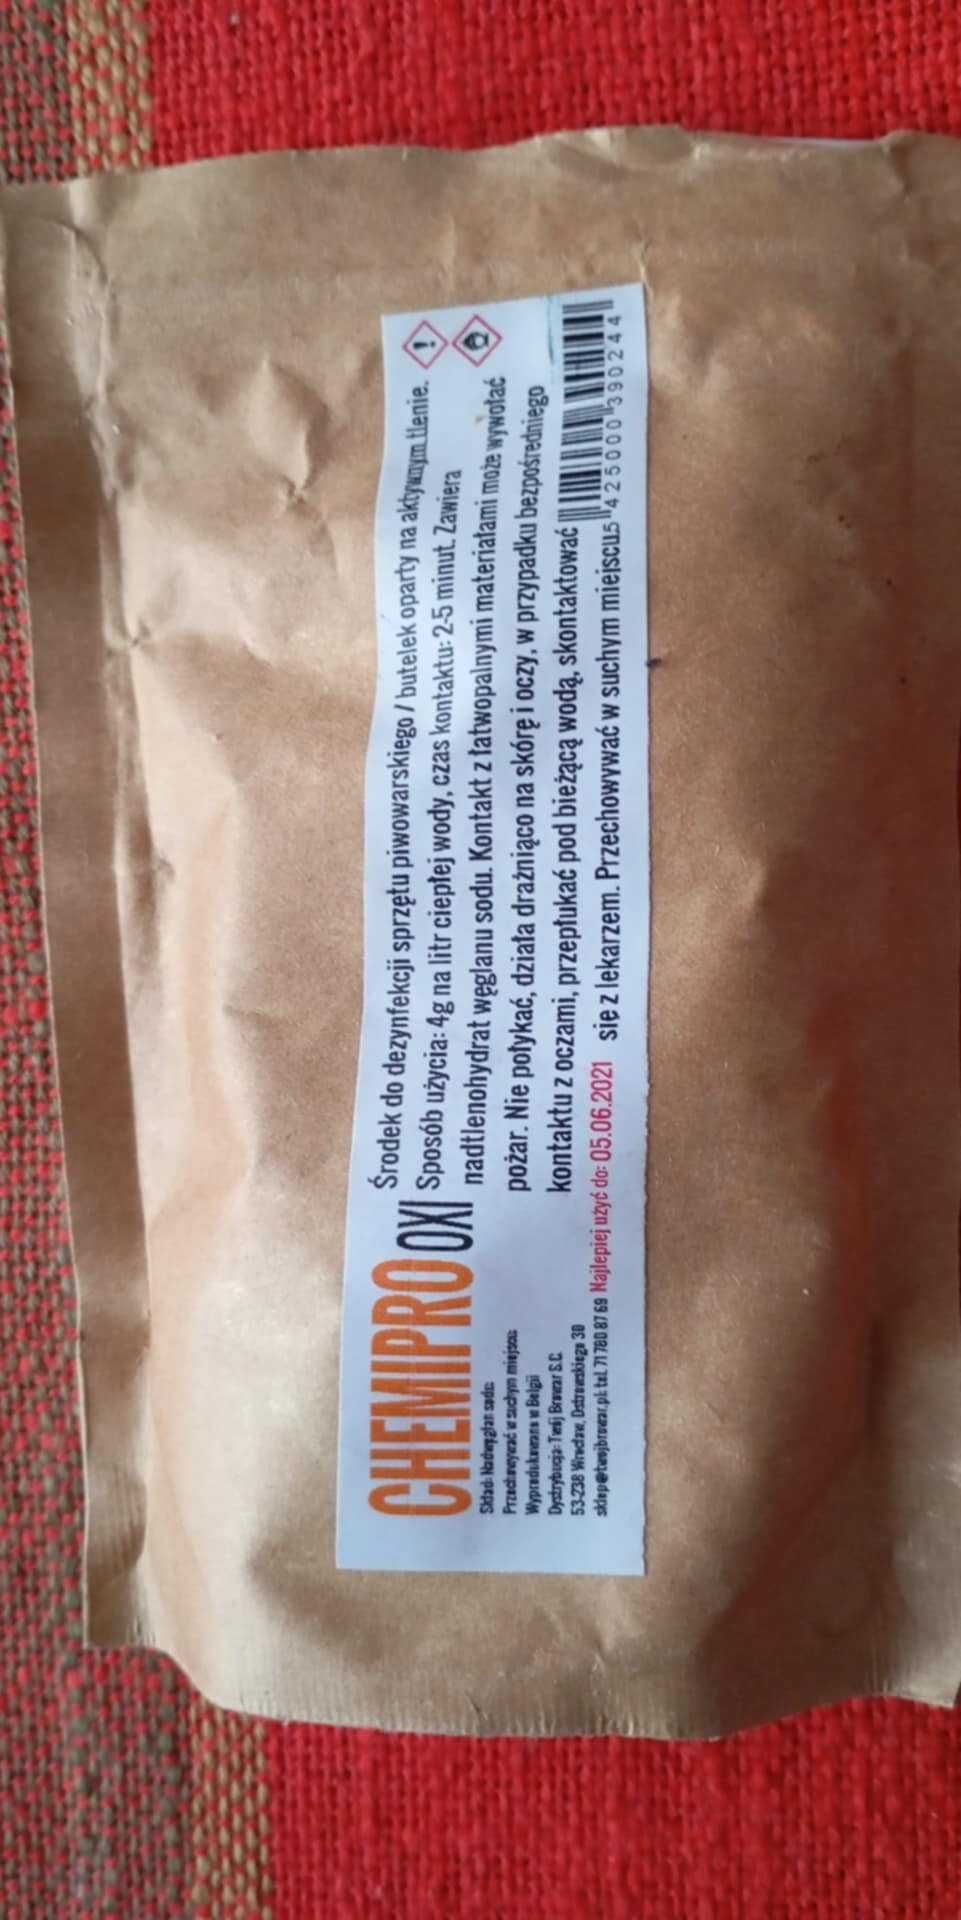 CHEMIPRO OXI
Środek do dezynfekcji sprzętu piwowarskiego / butelek oparty na aktywnym tlenie.
Sposób użycia: 4g na litr ciepłej wody, czas kontaktu: 2-5 minut. Zawiera
nadtlenohydrat węglanu sodu. Kontakt z łatwopalnymi materiałami może wywołać
pożar. Nie połykać, działa drażniąco na skórę i oczy, w przypadku bezpośredniego
kontaktu z oczami, przepłukać pod bieżącą wodą, skontaktować
się z lekarzem. Przechowywać w suchym miejscu.
Skład: Nadwęglan sodu
Przechowywać w suchym miejscu
Wyprodukowano w Belgii
Dystrybucja: Twój Browar S.C.
53-238 Wrocław, Ostrowskiego 30
sklep@twojbrowar.pl tel. 71 780 87 69
Najlepiej użyć do: 05.06.2021
5 425000 390244